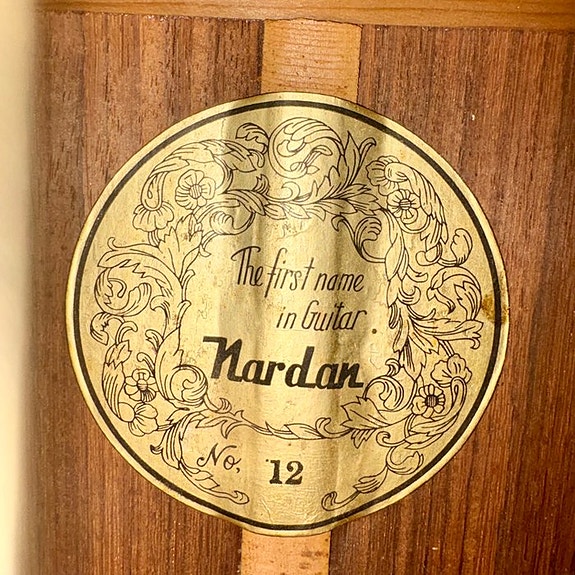 The first name
in Guitar
Nardan
No. 12